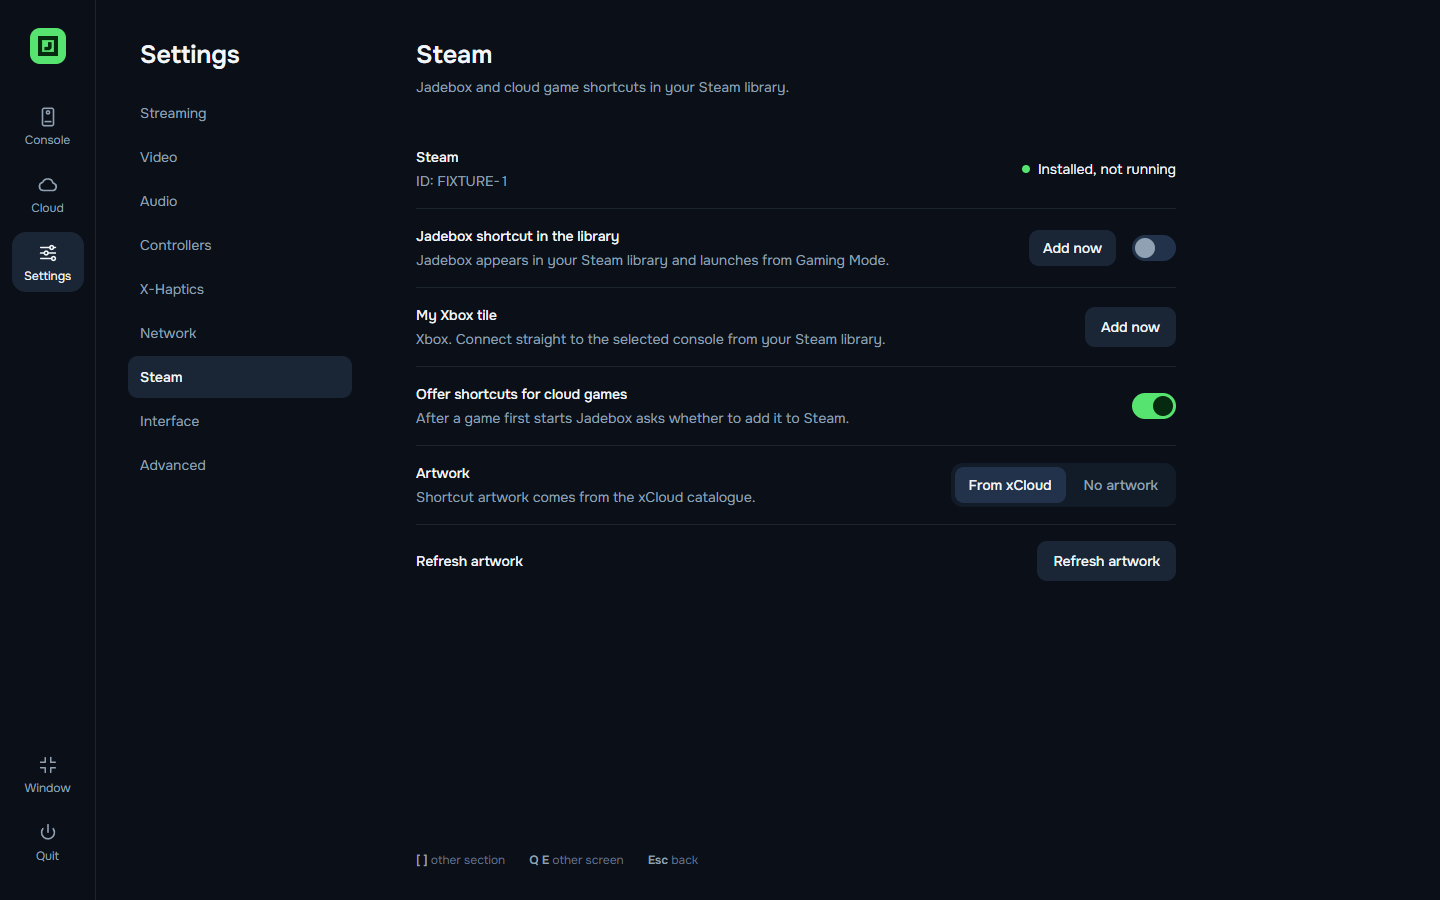 Console
Cloud
Settings
Window
Quit
Settings
Streaming
Video
Audio
Controllers
X-Haptics
Network
Steam
Interface
Advanced
Steam
Jadebox and cloud game shortcuts in your Steam library.
Steam
ID: FIXTURE-1
Installed, not running
Jadebox shortcut in the library
Jadebox appears in your Steam library and launches from Gaming Mode.
Add now
My Xbox tile
Xbox. Connect straight to the selected console from your Steam library.
Add now
Offer shortcuts for cloud games
After a game first starts Jadebox asks whether to add it to Steam.
Artwork
Shortcut artwork comes from the xCloud catalogue.
From xCloud No artwork
Refresh artwork
Refresh artwork
[ ] other section Q E other screen Esc back